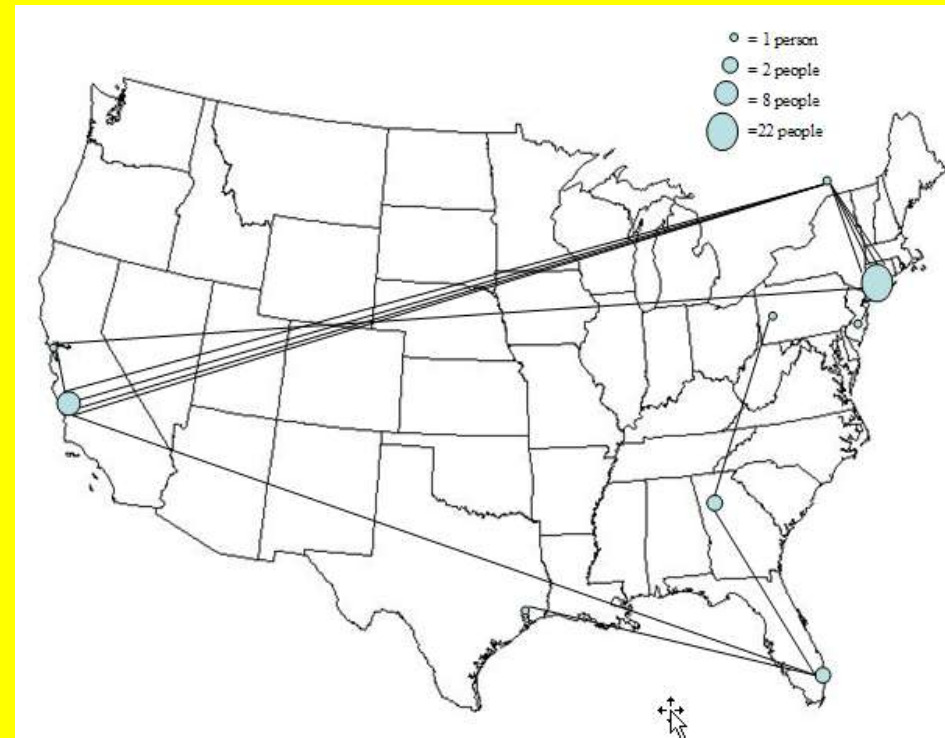 = 1 person
= 2 people
= 8 people
=22 people